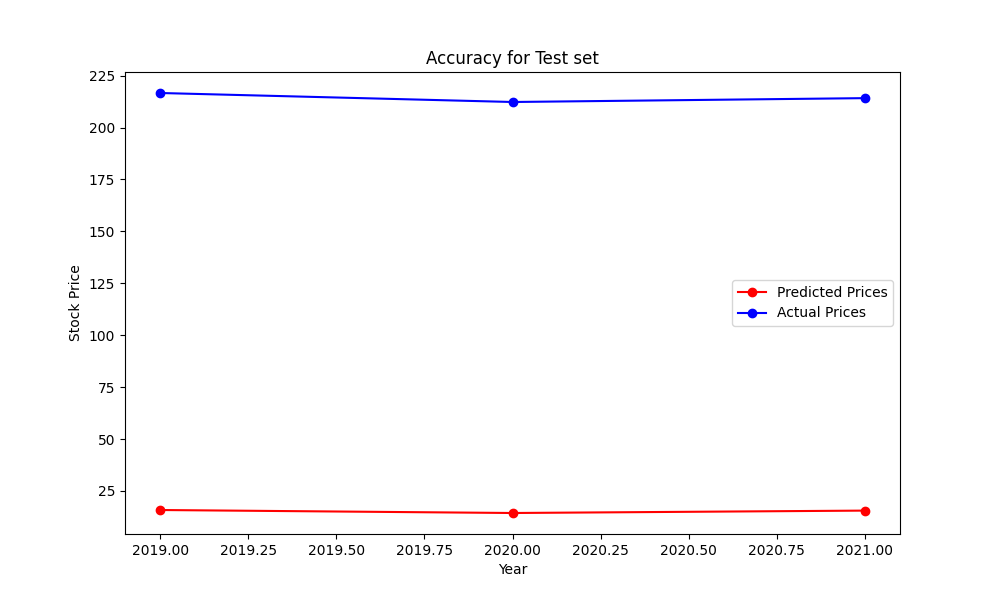 Accuracy for Test set
Stock Price
225
200
175
150
125
100
75
50
25
Predicted Prices
Actual Prices
2019.00 2019.25 2019.50 2019.75 2020.00 2020.25 2020.50 2020.75 2021.00
Year